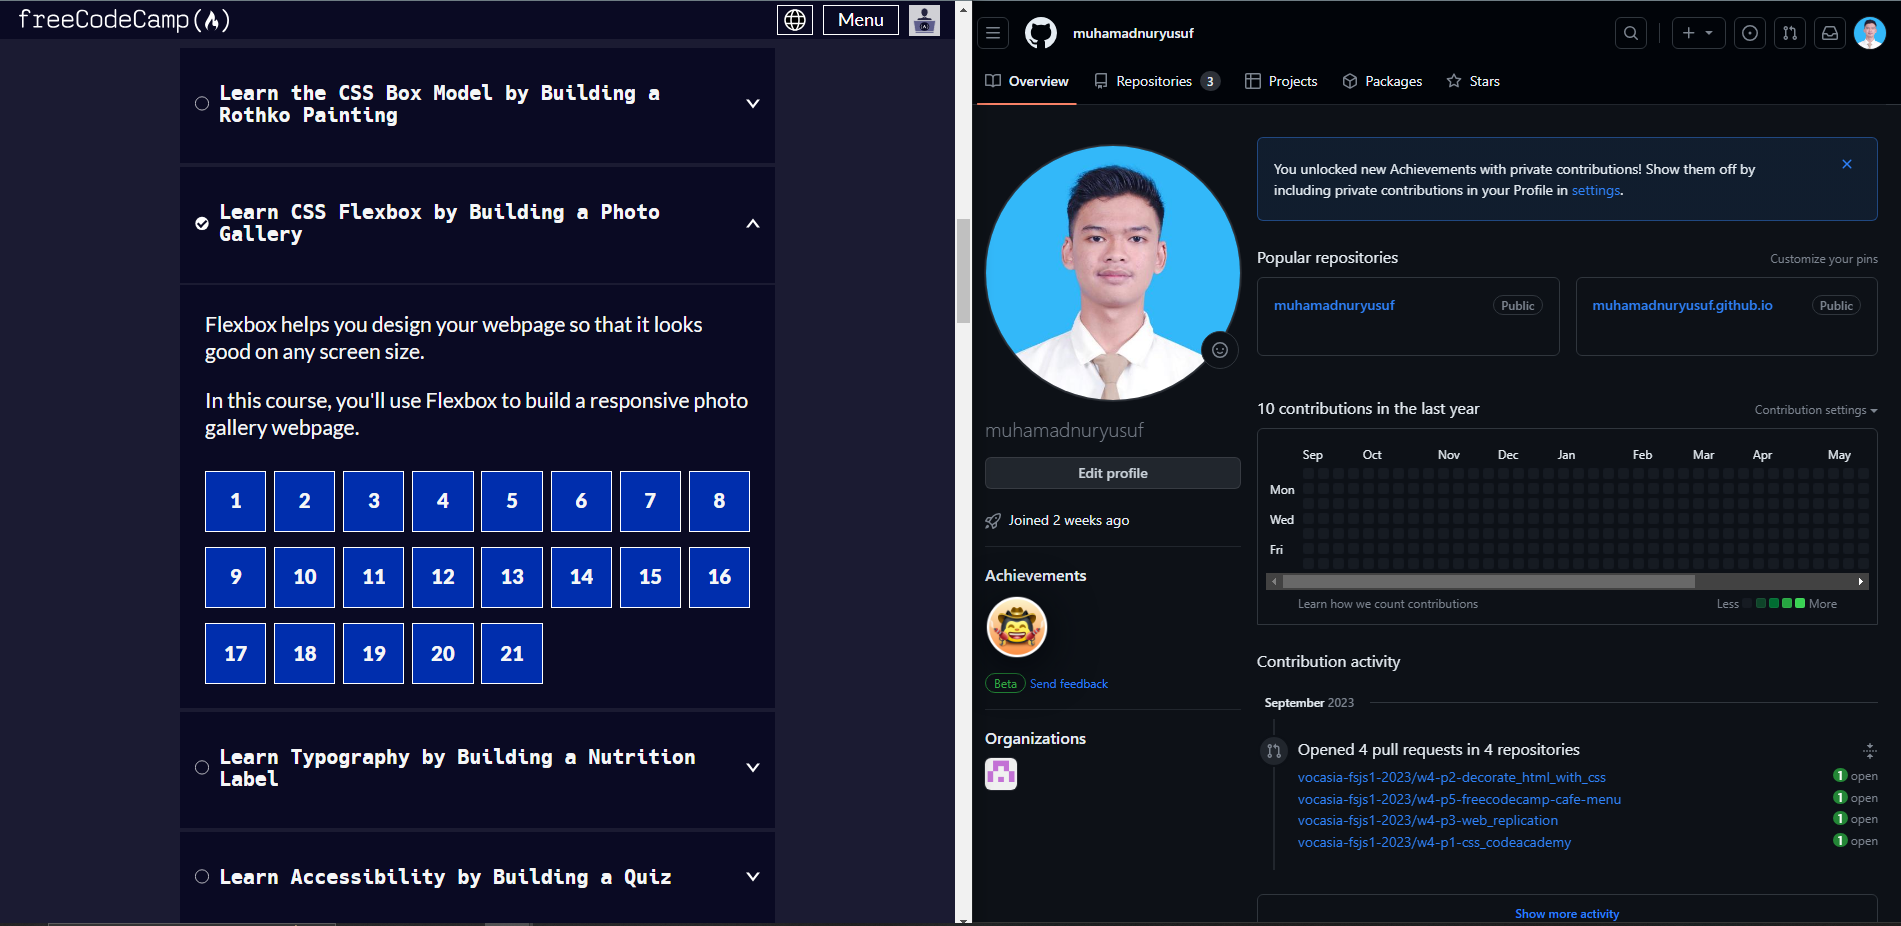 freeCodeCamp
Menu
Learn the CSS Box Model by Building a
Rothko Painting
Learn CSS Flexbox by Building a Photo
Gallery
Flexbox helps you design your webpage so that it looks
good on any screen size.
In this course, you'll use Flexbox to build a responsive photo
gallery webpage.
1 2 3 4 5 6 7 8
9 10 11 12 13 14 15 16
17 18 19 20 21
Learn Typography by Building a Nutrition
Label
Learn Accessibility by Building a Quiz
muhamadnuryusuf
Overview Repositories 3 Projects Packages Stars
muhamadnuryusuf
Edit profile
Joined 2 weeks ago
Achievements
Beta Send feedback
Organizations
You unlocked new Achievements with private contributions! Show them off by
including private contributions in your Profile in settings.
Popular repositories Customize your pins
muhamadnuryusuf Public
muhamadnuryusuf.github.io Public
10 contributions in the last year Contribution settings
Sep Oct Nov Dec Jan Feb Mar Apr May
Mon
Wed
Fri
Learn how we count contributions Less More
Contribution activity
September 2023
Opened 4 pull requests in 4 repositories
vocasia-fsjs1-2023/w4-p2-decorate_html_with_css 1 open
vocasia-fsjs1-2023/w4-p5-freecodecamp-cafe-menu 1 open
vocasia-fsjs1-2023/w4-p3-web_replication 1 open
vocasia-fsjs1-2023/w4-p1-css_codeacademy 1 open
Show more activity